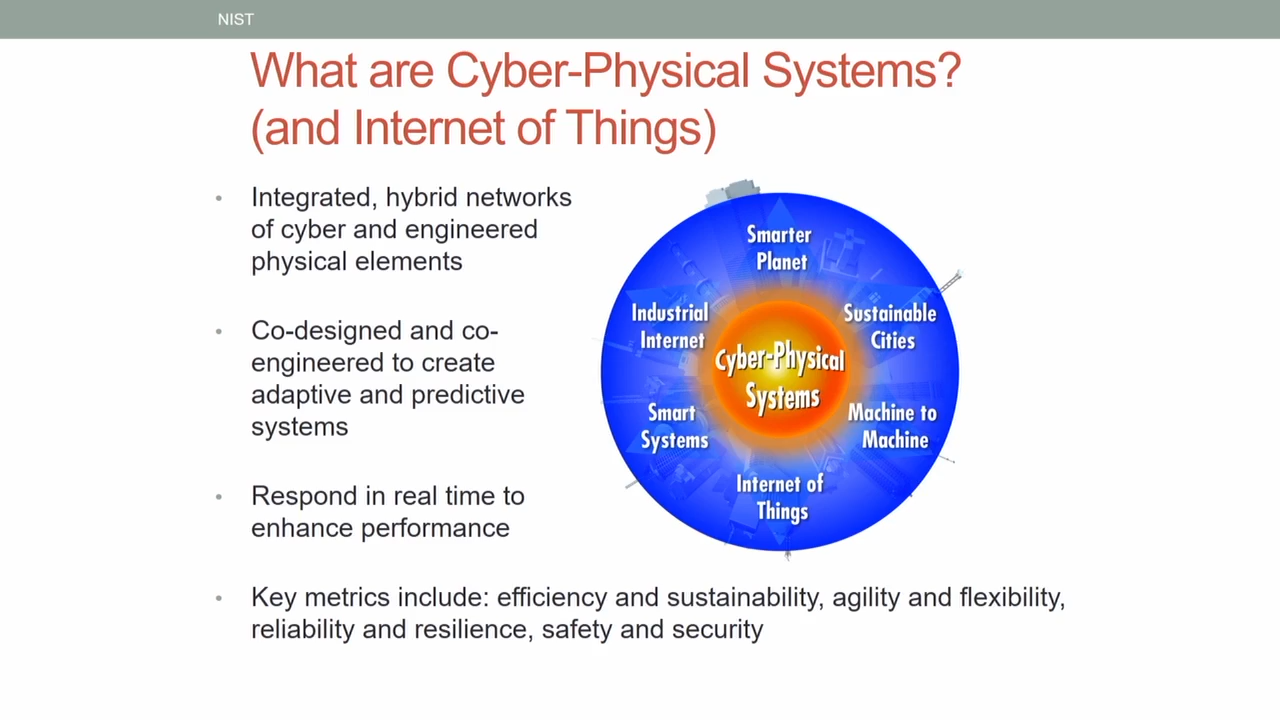 NIST
What are Cyber-Physical Systems?
(and Internet of Things)
• Integrated, hybrid networks
of cyber and engineered
physical elements
• Co-designed and co-
engineered to create
adaptive and predictive
systems
• Respond in real time to
enhance performance
• Key metrics include: efficiency and sustainability, agility and flexibility,
reliability and resilience, safety and security
Smarter
Planet
Industrial
Internet
Sustainable
Cities
Cyber-Physical
Systems
Smart
Systems
Machine to
Machine
Internet of
Things